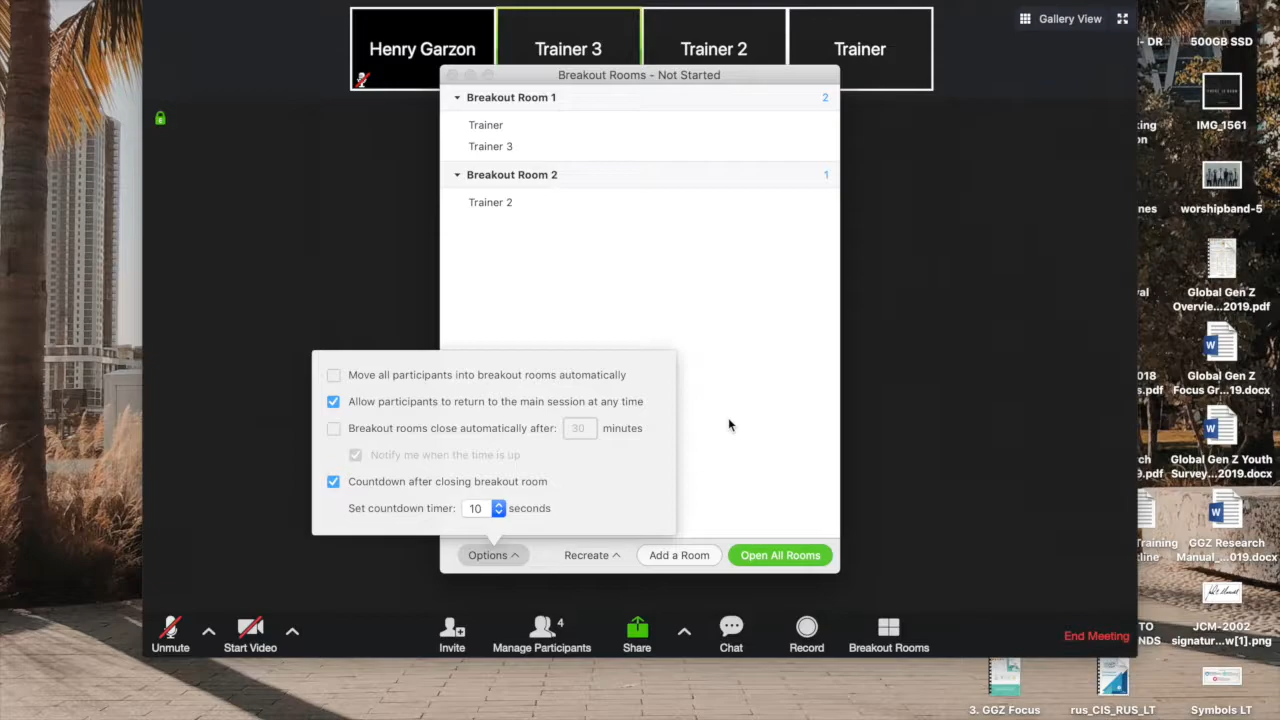 Henry Garzon
Trainer 3
Trainer 2
Trainer
Gallery View
Breakout Rooms - Not Started
Breakout Room 1
2
Trainer
Trainer 3
Breakout Room 2
1
Trainer 2
Move all participants into breakout rooms automatically
Allow participants to return to the main session at any time
Breakout rooms close automatically after: 30 minutes
Notify me when the time is up
Countdown after closing breakout room
Set countdown timer: 10 seconds
Options
Recreate
Add a Room
Open All Rooms
Unmute
Start Video
Invite
4
Manage Participants
Share
Chat
Record
Breakout Rooms
End Meeting
- DR
500GB SSD
IMG_1561
worshipband-5
Global Gen Z
Overvie...2019.pdf
Global Gen Z
Focus Gr...19.docx
Global Gen Z Youth
Survey...2019.docx
GGZ Research
Manual_...019.docx
JCM-2002
signatur...w[1].png
3. GGZ Focus
rus_CIS_RUS_LT
Symbols LT